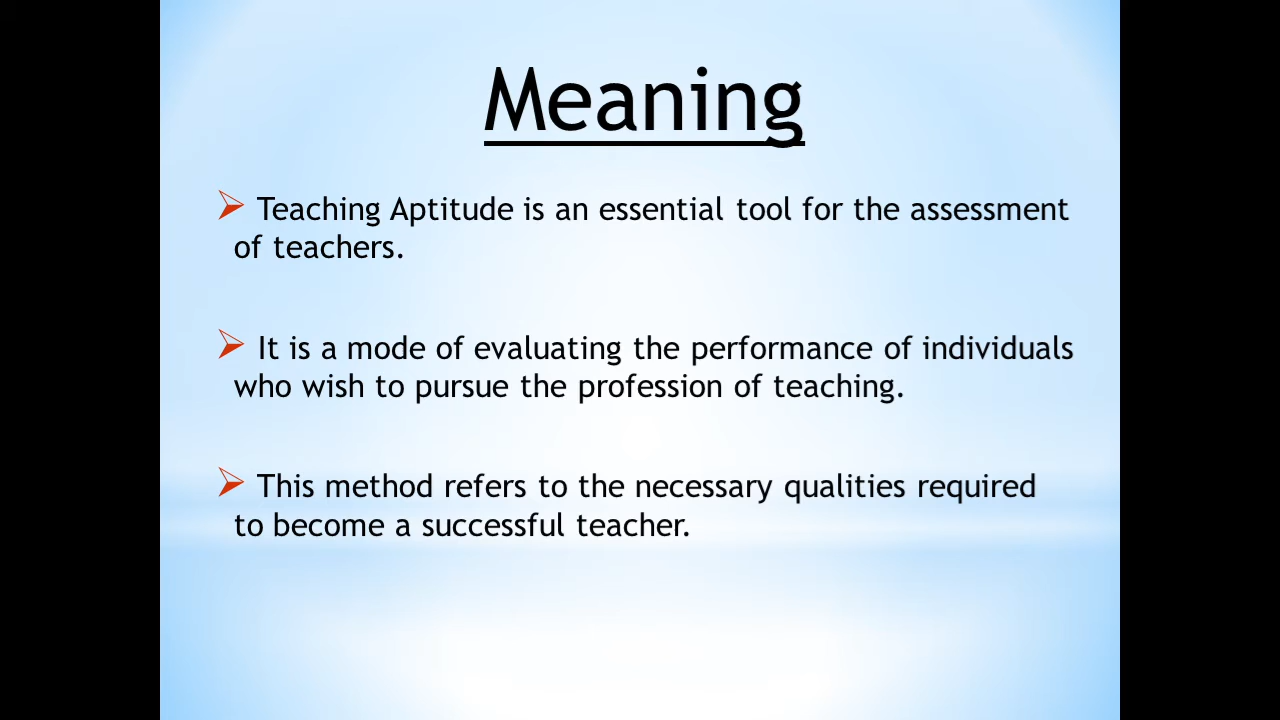 Meaning
Teaching Aptitude is an essential tool for the assessment
of teachers.
It is a mode of evaluating the performance of individuals
who wish to pursue the profession of teaching.
This method refers to the necessary qualities required
to become a successful teacher.